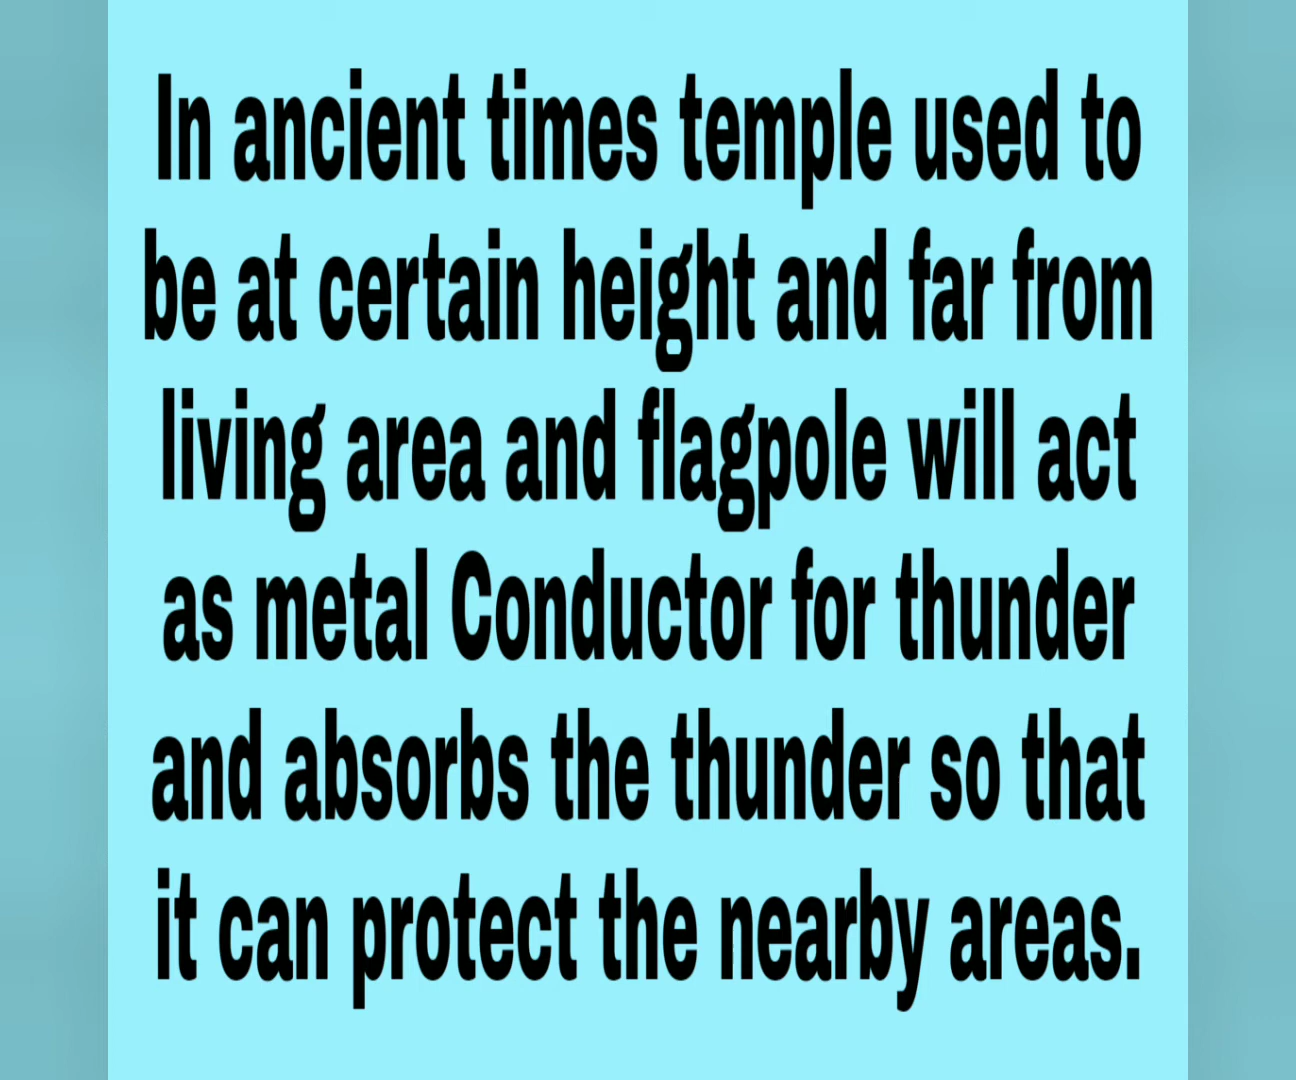 In ancient times temple used to
be at certain height and far from
living area and flagpole will act
as metal Conductor for thunder
and absorbs the thunder so that
it can protect the nearby areas.